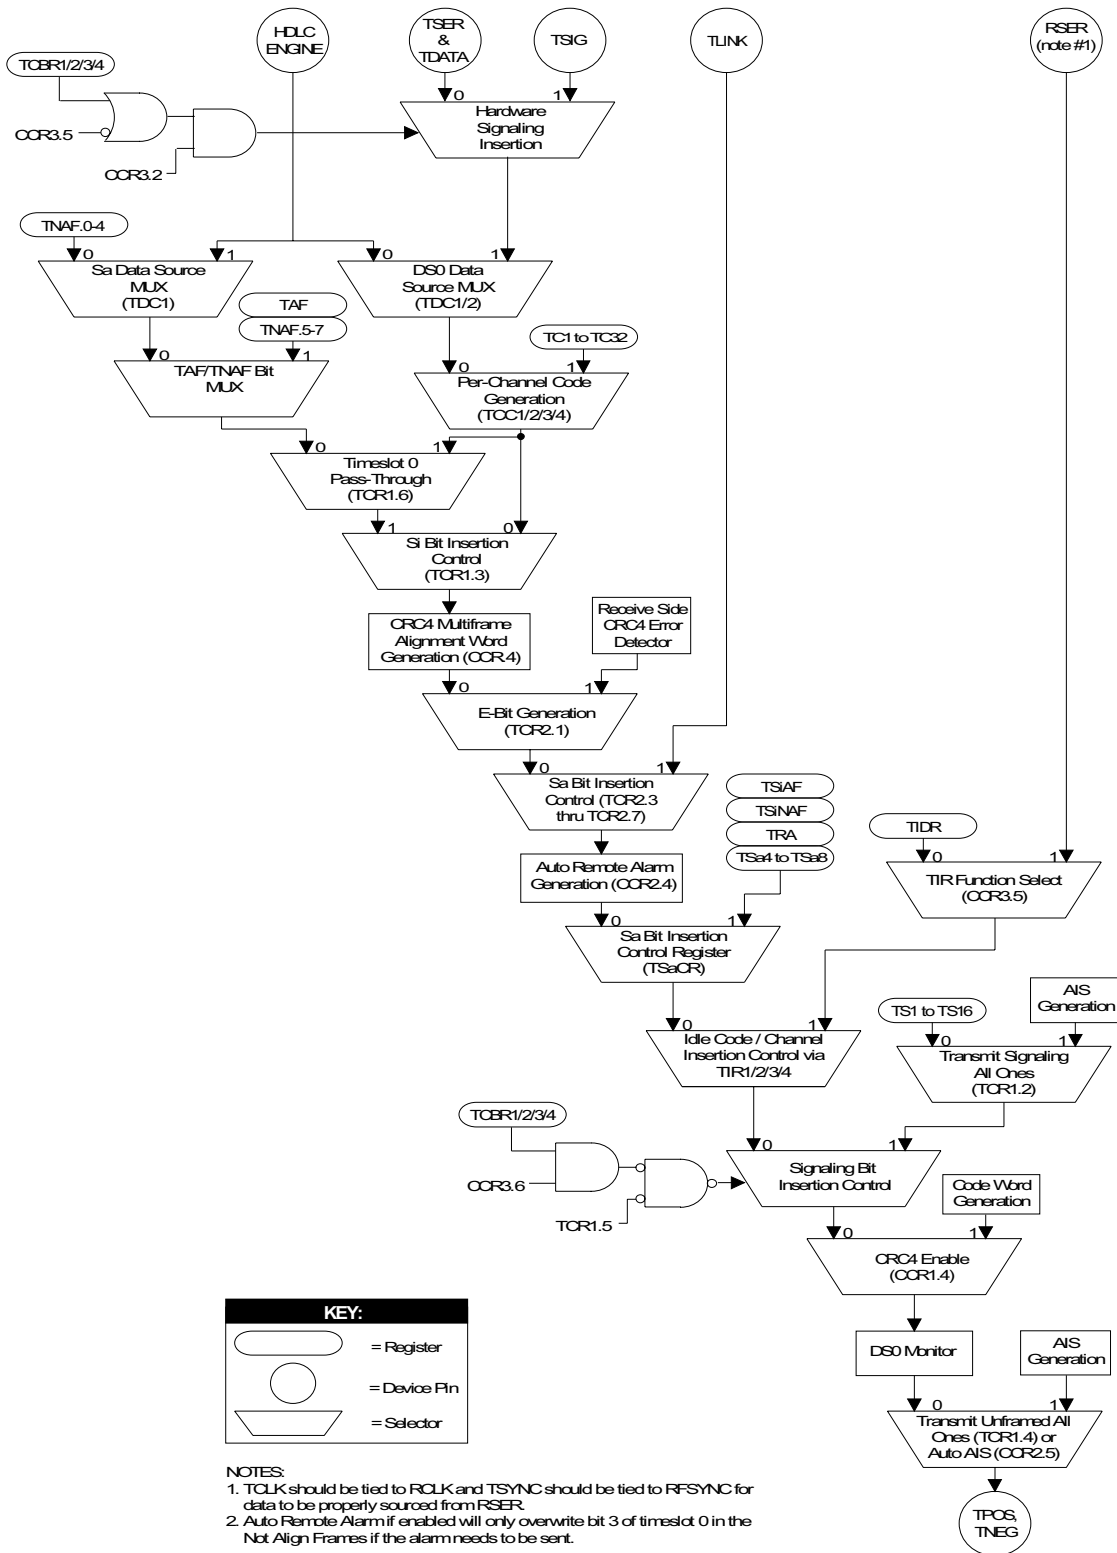 HDLC
ENGINE
TSER
&
TDATA
TSIG
TLINK
RSER
(note #1)
TCBR1/2/3/4
CCR3.5
CCR3.2
0
1
Hardware
Signaling
Insertion
TNAF.0-4
0
1
Sa Data Source
MUX
(TDC1)
0
1
DS0 Data
Source MUX
(TDC1/2)
TAF
TNAF.5-7
0
1
TAF/TNAF Bit
MUX
TC1 to TC32
0
1
Per-Channel Code
Generation
(TCC1/2/3/4)
0
1
Timeslot 0
Pass-Through
(TCR1.6)
1
0
Si Bit Insertion
Control
(TCR1.3)
CRC4 Multiframe
Alignment Word
Generation (CCR.4)
Receive Side
CRC4 Error
Detector
0
1
E-Bit Generation
(TCR2.1)
0
1
Sa Bit Insertion
Control (TCR2.3
thru TCR2.7)
TSiAF
TSiNAF
TRA
TSa4 to TSa8
Auto Remote Alarm
Generation (CCR2.4)
0
1
Sa Bit Insertion
Control Register
(TSaCR)
TIDR
0
1
TIR Function Select
(CCR3.5)
0
1
Idle Code / Channel
Insertion Control via
TIR1/2/3/4
TS1 to TS16
AIS
Generation
0
1
Transmit Signaling
All Ones
(TCR1.2)
TCBR1/2/3/4
CCR3.6
TCR1.5
0
1
Signaling Bit
Insertion Control
Code Word
Generation
0
1
CRC4 Enable
(CCR1.4)
DS0 Monitor
AIS
Generation
0
1
Transmit Unframed All
Ones (TCR1.4) or
Auto AIS (CCR2.5)
TPOS,
TNEG
KEY:
= Register
= Device Pin
= Selector
NOTES:
1. TCLK should be tied to RCLK and TSYNC should be tied to RFSYNC for
data to be properly sourced from RSER.
2. Auto Remote Alarm if enabled will only overwrite bit 3 of timeslot 0 in the
Not Align Frames if the alarm needs to be sent.